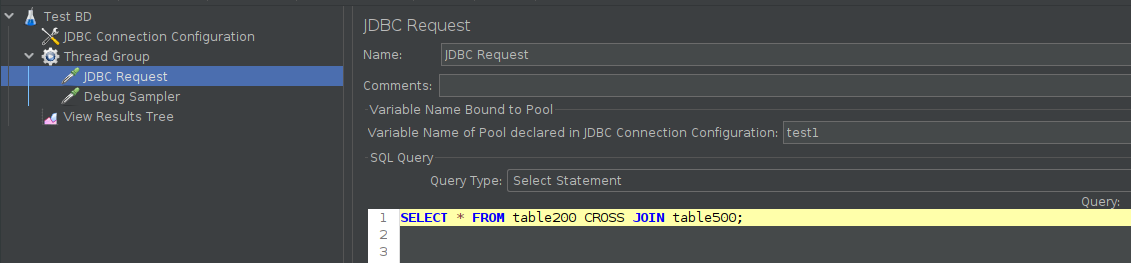 Test BD
JDBC Connection Configuration
Thread Group
JDBC Request
Debug Sampler
View Results Tree
JDBC Request
Name: JDBC Request
Comments:
Variable Name Bound to Pool
Variable Name of Pool declared in JDBC Connection Configuration: test1
SQL Query
Query Type: Select Statement
Query:
1 SELECT * FROM table200 CROSS JOIN table500;
2
3